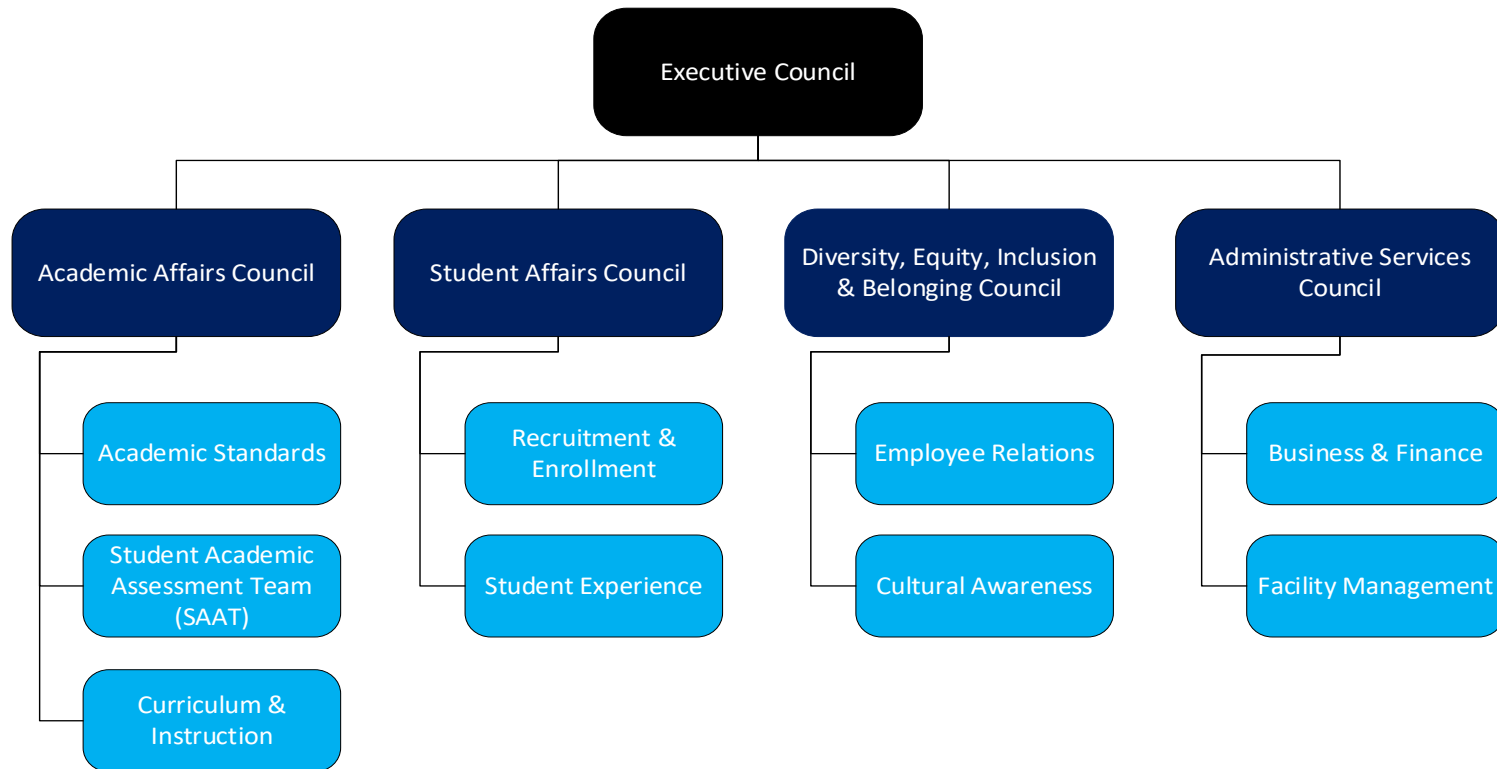 Executive Council
Academic Affairs Council
Student Affairs Council
Diversity, Equity, Inclusion
& Belonging Council
Administrative Services
Council
Academic Standards
Student Academic
Assessment Team
(SAAT)
Curriculum &
Instruction
Recruitment &
Enrollment
Student Experience
Employee Relations
Cultural Awareness
Business & Finance
Facility Management